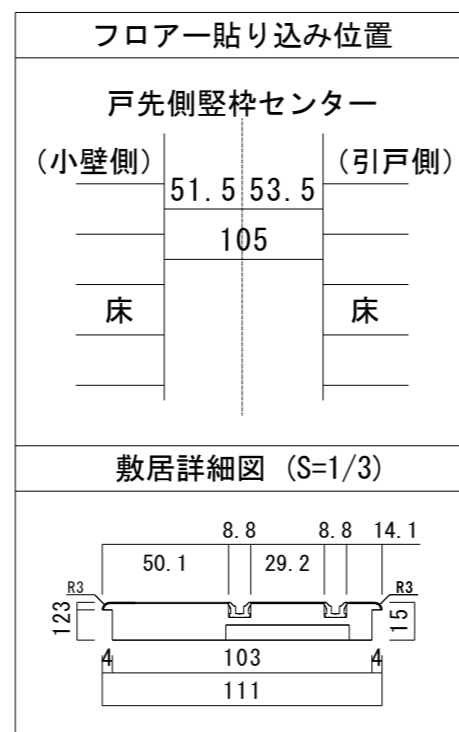 フロアー貼り込み位置
戸先側竪枠センター
(小壁側) (引戸側)
51.5 53.5
105
床 床
敷居詳細図 (S=1/3)
8.8 8.8 14.1
50.1 29.2
R3 R3
12 3 15
4 103 4
111